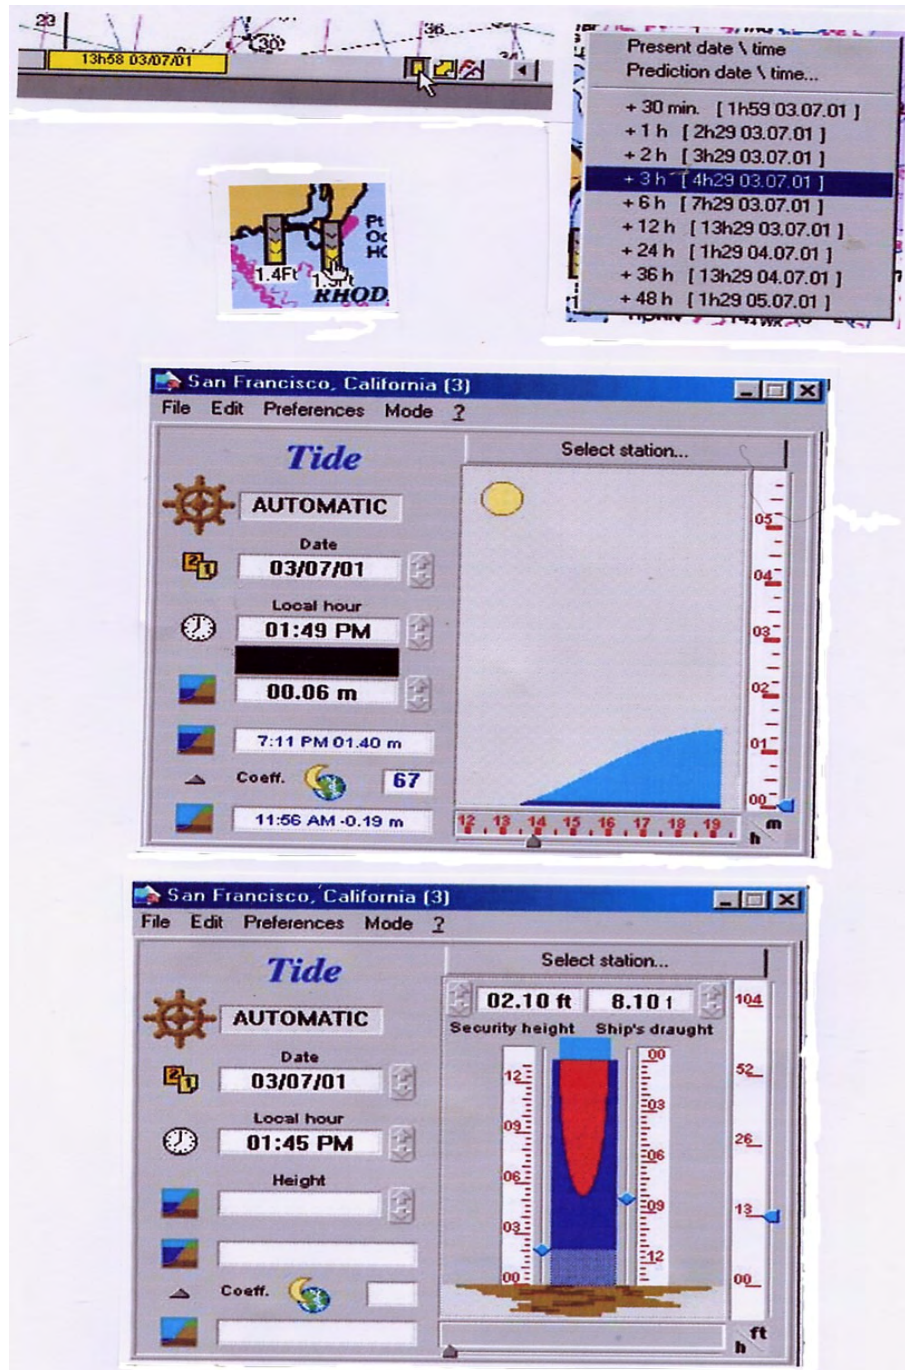 23
36
30
34
13h58 03/07/01
Present date \ time
Prediction date \ time...
+ 30 min. [ 1h59 03.07.01 ]
+ 1 h [ 2h29 03.07.01 ]
+ 2 h [ 3h29 03.07.01 ]
+ 3 h [ 4h29 03.07.01 ]
+ 6 h [ 7h29 03.07.01 ]
+ 12 h [ 13h29 03.07.01 ]
+ 24 h [ 1h29 04.07.01 ]
+ 36 h [ 13h29 04.07.01 ]
+ 48 h [ 1h29 05.07.01 ]
Pt
1.4Ft
RHOD
San Francisco, California (3)
File Edit Preferences Mode ?
Tide
Select station...
AUTOMATIC
Date
03/07/01
Local hour
01:49 PM
00.06 m
7:11 PM 01.40 m
Coeff. 67
11:56 AM -0.19 m
05
04
03
02
01
00
12 13 14 15 16 17 18 19
h m
San Francisco, California (3)
File Edit Preferences Mode ?
Tide
Select station...
AUTOMATIC
Date
03/07/01
Local hour
01:45 PM
Height
Coeff.
02.10 ft 8.10
Security height Ship's draught
12
09
06
03
00
00
03
06
09
12
104
52
26
13
00
h ft